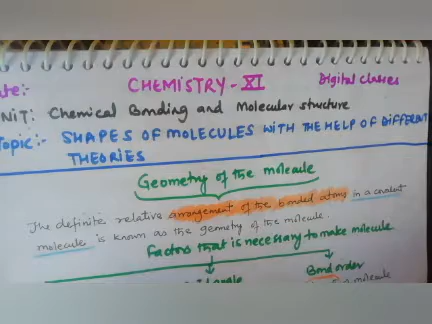 ate:- CHEMISTRY - XI Digital classes
NIT: Chemical Bonding and Molecular structure
Topic:- SHAPES OF MOLECULES WITH THE HELP OF DIFFERENT
THEORIES
Geometry of the molecule
The definite relative arrangement of the bonded atoms in a covalent
molecule is known as the geometry of the molecule.
Factors that is necessary to make molecule
Bond order
molecule